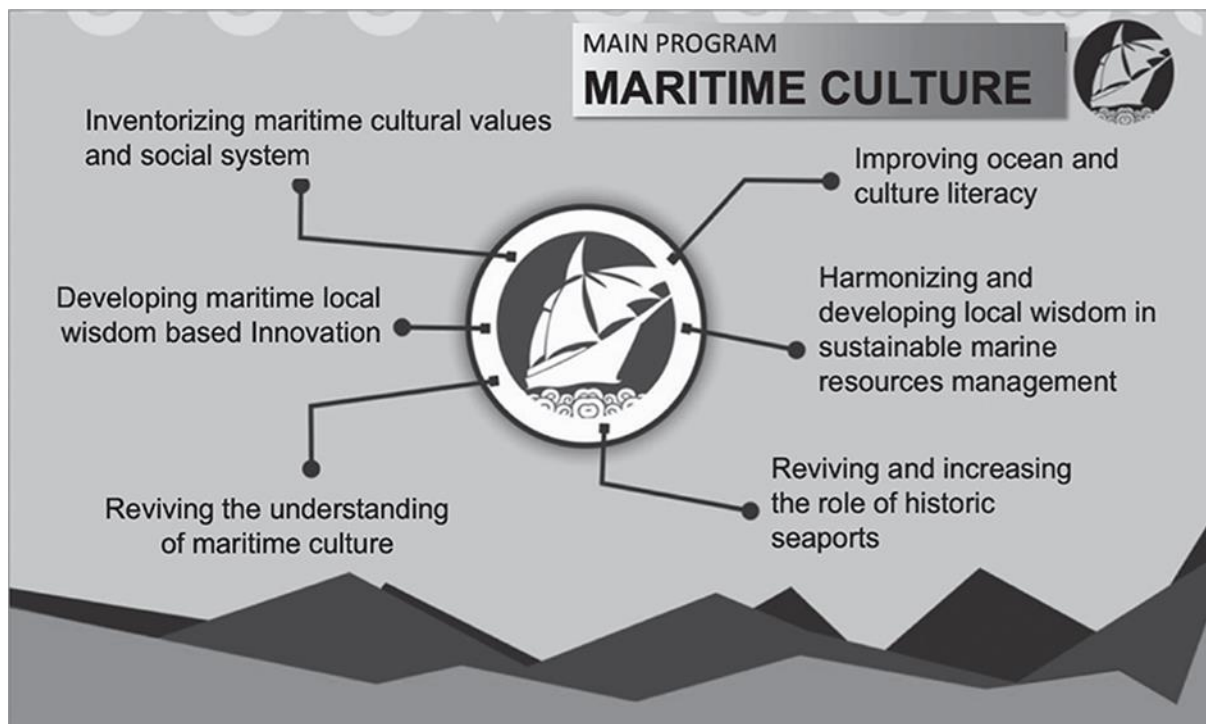 MAIN PROGRAM
MARITIME CULTURE
Inventorizing maritime cultural values
and social system
Developing maritime local
wisdom based Innovation
Reviving the understanding
of maritime culture
Improving ocean and
culture literacy
Harmonizing and
developing local wisdom in
sustainable marine
resources management
Reviving and increasing
the role of historic
seaports